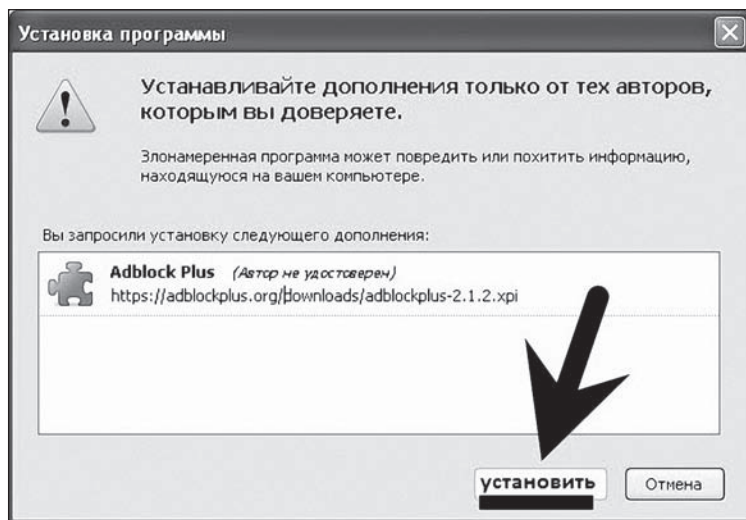 Установка программы
Устанавливайте дополнения только от тех авторов,
которым вы доверяете.
Злонамеренная программа может повредить или похитить информацию,
находящуюся на вашем компьютере.
Вы запросили установку следующего дополнения:
Adblock Plus (Автор не удостоверен)
https://adblockplus.org/downloads/adblockplus-2.1.2.xpi
установить Отмена